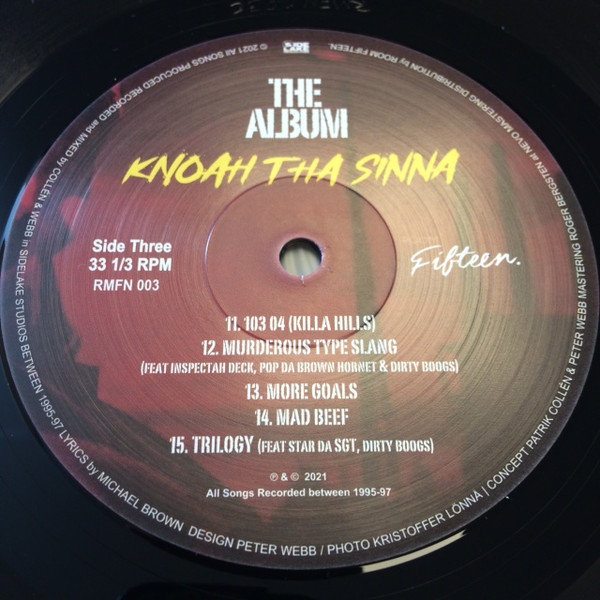 THE
ALBUM
KNOAH THA SINNA
Side Three
33 1/3 RPM
RMFN 003
Fifteen.
11. 103 04 (KILLA HILLS)
12. MURDEROUS TYPE SLANG
(FEAT INSPECTAH DECK, POP DA BROWN HORNET & DIRTY BOOGS)
13. MORE GOALS
14. MAD BEEF
15. TRILOGY (FEAT STAR DA SGT, DIRTY BOOGS)
℗ & © 2021
All Songs Recorded between 1995-97
© 2021 All SONGS PROCUCED RECORDED and MIXED by COLLEN & WEBB in SIDELAKE STUDIOS BETWEEN 1995-97 LYRICS by MICHAEL BROWN DESIGN PETER WEBB / PHOTO KRISTOFFER LÖNNÅ | CONCEPT PATRIK COLLÉN & PETER WEBB MASTERING ROGER BERGSTEN at NEVO MASTERING DISTRIBUTION by ROOM FIFTEEN.